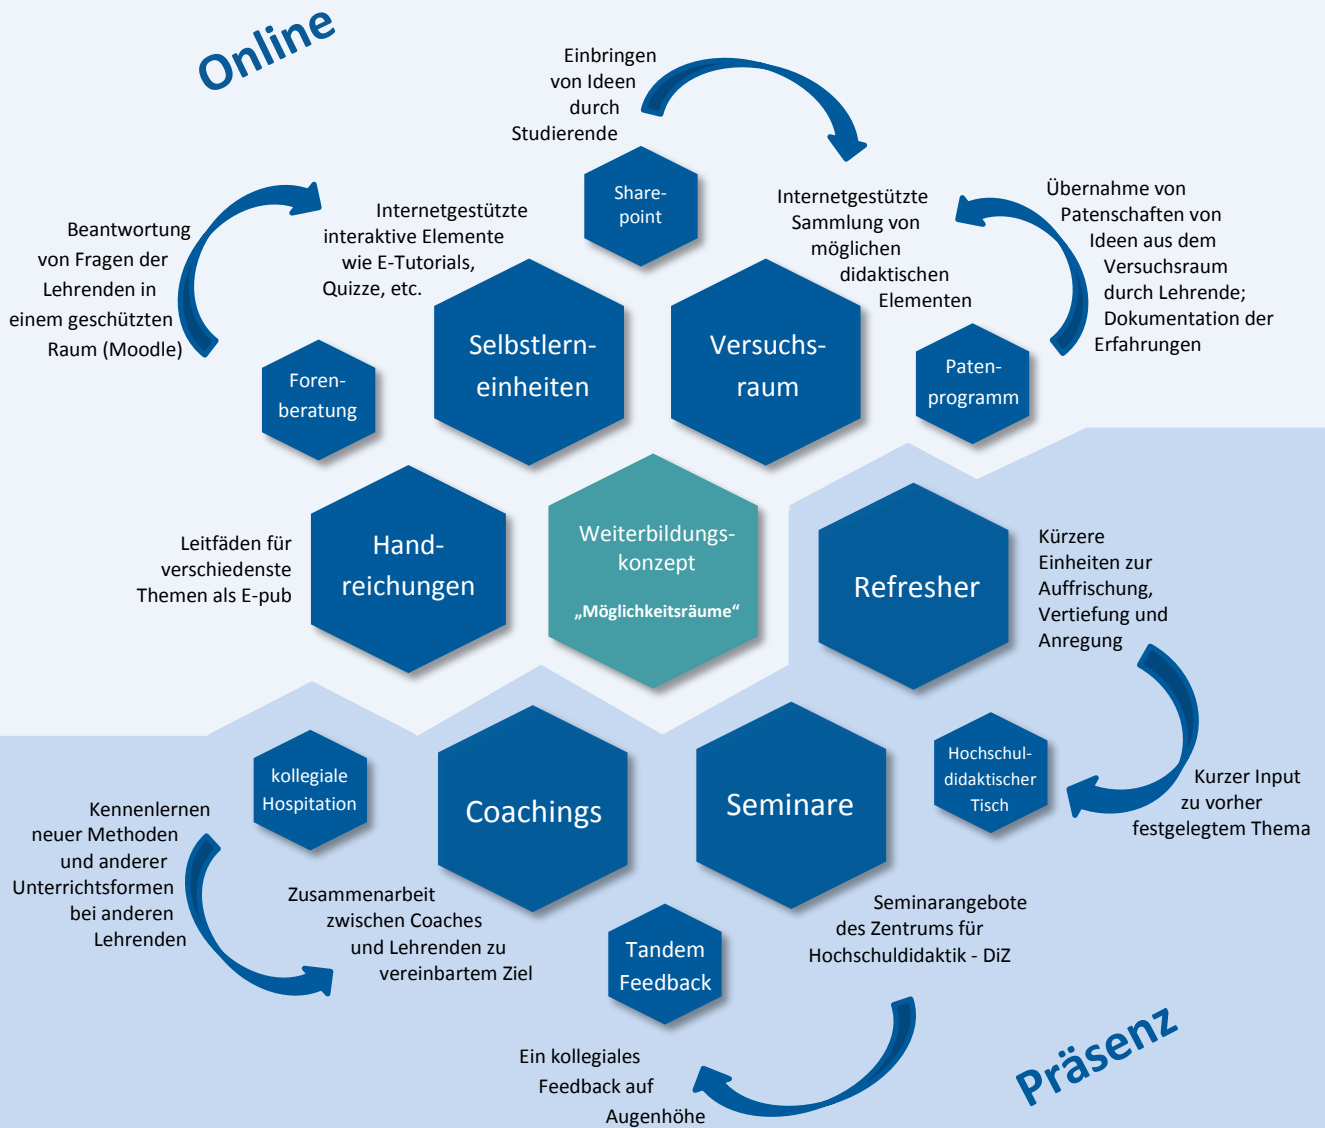 Online
Einbringen
von Ideen
durch
Studierende
Share-
point
Beantwortung
von Fragen der
Lehrenden in
einem geschützten
Raum (Moodle)
Internetgestützte
interaktive Elemente
wie E-Tutorials,
Quizze, etc.
Internetgestützte
Sammlung von
möglichen
didaktischen
Elementen
Übernahme von
Patenschaften von
Ideen aus dem
Versuchsraum
durch Lehrende;
Dokumentation der
Erfahrungen
Foren-
beratung
Selbstlern-
einheiten
Versuchs-
raum
Paten-
programm
Leitfäden für
verschiedenste
Themen als E-pub
Hand-
reichungen
Weiterbildungs-
konzept
„Möglichkeitsräume“
Refresher
Kürzere
Einheiten zur
Auffrischung,
Vertiefung und
Anregung
Kennenlernen
neuer Methoden
und anderer
Unterrichtsformen
bei anderen
Lehrenden
kollegiale
Hospitation
Coachings
Seminare
Hochschul-
didaktischer
Tisch
Kurzer Input
zu vorher
festgelegtem Thema
Zusammenarbeit
zwischen Coaches
und Lehrenden zu
vereinbartem Ziel
Tandem
Feedback
Seminarangebote
des Zentrums für
Hochschuldidaktik - DiZ
Ein kollegiales
Feedback auf
Augenhöhe
Präsenz